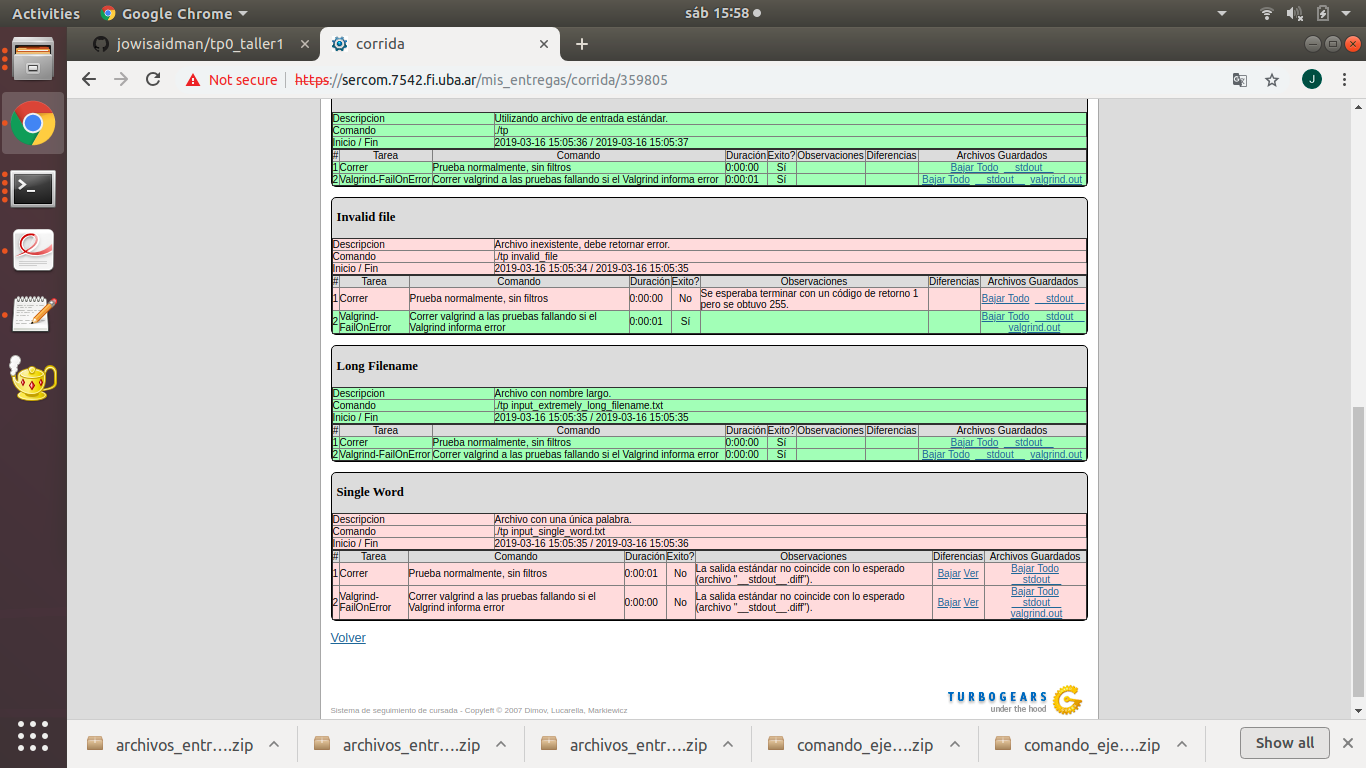 Activities Google Chrome sáb 15:58
jowisaidman/tp0_taller1 corrida
Not secure https://sercom.7542.fi.uba.ar/mis_entregas/corrida/359805 J
Descripcion Utilizando archivo de entrada estándar.
Comando ./tp
Inicio / Fin 2019-03-16 15:05:36 / 2019-03-16 15:05:37
# Tarea Comando Duración Exito? Observaciones Diferencias Archivos Guardados
1 Correr Prueba normalmente, sin filtros 0:00:00 Sí Bajar Todo __stdout__
2 Valgrind-FailOnError Correr valgrind a las pruebas fallando si el Valgrind informa error 0:00:01 Sí Bajar Todo __stdout__ valgrind.out
Invalid file
Descripcion Archivo inexistente, debe retornar error.
Comando ./tp invalid_file
Inicio / Fin 2019-03-16 15:05:34 / 2019-03-16 15:05:35
# Tarea Comando Duración Exito? Observaciones Diferencias Archivos Guardados
1 Correr Prueba normalmente, sin filtros 0:00:00 No Se esperaba terminar con un código de retorno 1
pero se obtuvo 255. Bajar Todo __stdout__
2 Valgrind-
FailOnError Correr valgrind a las pruebas fallando si el
Valgrind informa error 0:00:01 Sí Bajar Todo __stdout__
valgrind.out
Long Filename
Descripcion Archivo con nombre largo.
Comando ./tp input_extremely_long_filename.txt
Inicio / Fin 2019-03-16 15:05:35 / 2019-03-16 15:05:35
# Tarea Comando Duración Exito? Observaciones Diferencias Archivos Guardados
1 Correr Prueba normalmente, sin filtros 0:00:00 Sí Bajar Todo __stdout__
2 Valgrind-FailOnError Correr valgrind a las pruebas fallando si el Valgrind informa error 0:00:00 Sí Bajar Todo __stdout__ valgrind.out
Single Word
Descripcion Archivo con una única palabra.
Comando ./tp input_single_word.txt
Inicio / Fin 2019-03-16 15:05:35 / 2019-03-16 15:05:36
# Tarea Comando Duración Exito? Observaciones Diferencias Archivos Guardados
1 Correr Prueba normalmente, sin filtros 0:00:01 No La salida estándar no coincide con lo esperado
(archivo "__stdout__.diff"). Bajar Ver Bajar Todo
__stdout__
2 Valgrind-
FailOnError Correr valgrind a las pruebas fallando si el
Valgrind informa error 0:00:00 No La salida estándar no coincide con lo esperado
(archivo "__stdout__.diff"). Bajar Ver Bajar Todo
__stdout__
valgrind.out
Volver
TURBOGEARS
under the hood
Sistema de seguimiento de cursada - Copyleft © 2007 Dimov, Lucarella, Markiewicz
archivos_entr….zip archivos_entr….zip archivos_entr….zip comando_eje….zip comando_eje….zip Show all